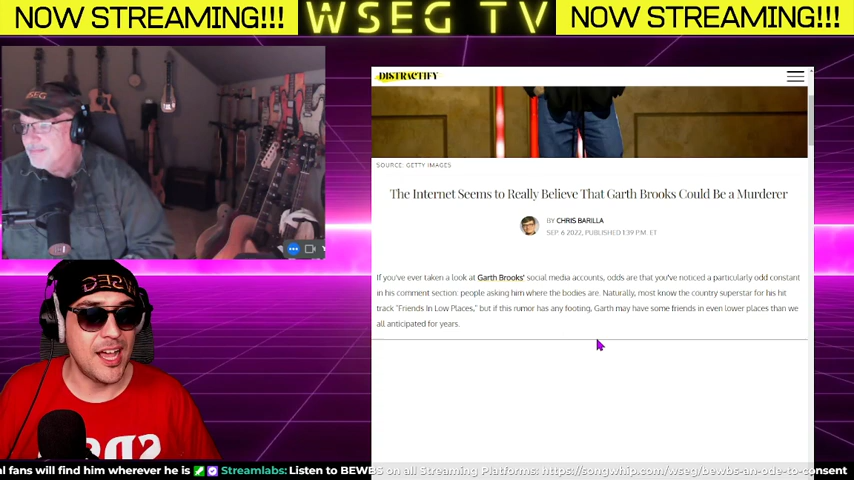 NOW STREAMING!!!
WSEG TV
NOW STREAMING!!!
DISTRACTIFY
WSEG
SOURCE: GETTY IMAGES
The Internet Seems to Really Believe That Garth Brooks Could Be a Murderer
BY CHRIS BARILLA
SEP. 6 2022, PUBLISHED 1:39 P.M. ET
If you've ever taken a look at Garth Brooks' social media accounts, odds are that you've noticed a particularly odd constant
in his comment section: people asking him where the bodies are. Naturally, most know the country superstar for his hit
track "Friends In Low Places," but if this rumor has any footing, Garth may have some friends in even lower places than we
all anticipated for years.
WSEG
al fans will find him wherever he is Streamlabs: Listen to BEWBS on all Streaming Platforms: https://songwhip.com/wseg/bewbs-an-ode-to-consent